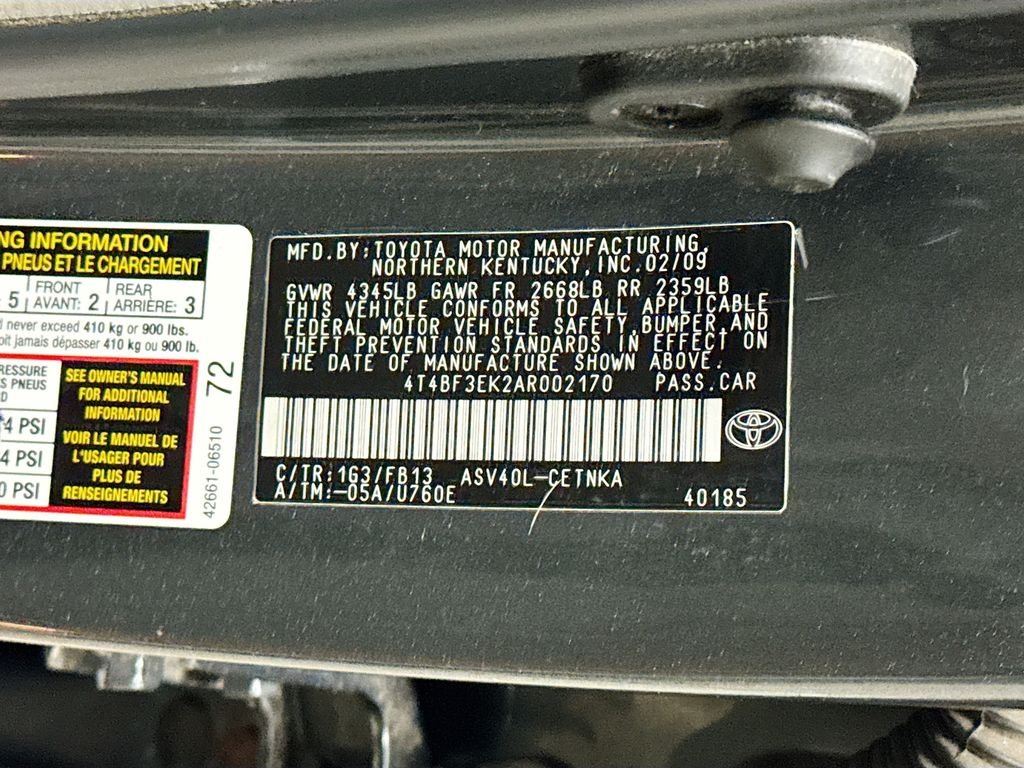 NG INFORMATION
PNEUS ET LE CHARGEMENT
5 FRONT AVANT: 2 REAR ARRIÈRE: 3
never exceed 410 kg or 900 lbs.
oit jamais dépasser 410 kg ou 900 lb.
RESSURE
S PNEUS
D
4 PSI
4 PSI
0 PSI
SEE OWNER'S MANUAL
FOR ADDITIONAL
INFORMATION
VOIR LE MANUEL DE
L'USAGER POUR
PLUS DE
RENSEIGNEMENTS
42661-06510 72
MFD.BY:TOYOTA MOTOR MANUFACTURING,
NORTHERN KENTUCKY,INC.02/09
GVWR 4345LB GAWR FR 2668LB RR 2359LB
THIS VEHICLE CONFORMS TO ALL APPLICABLE
FEDERAL MOTOR VEHICLE SAFETY,BUMPER,AND
THEFT PREVENTION STANDARDS IN EFFECT ON
THE DATE OF MANUFACTURE SHOWN ABOVE.
4T4BF3EK2AR002170 PASS.CAR
C/TR:1G3/FB13 ASV40L-CETNKA
A/TM:-05A/U760E 40185